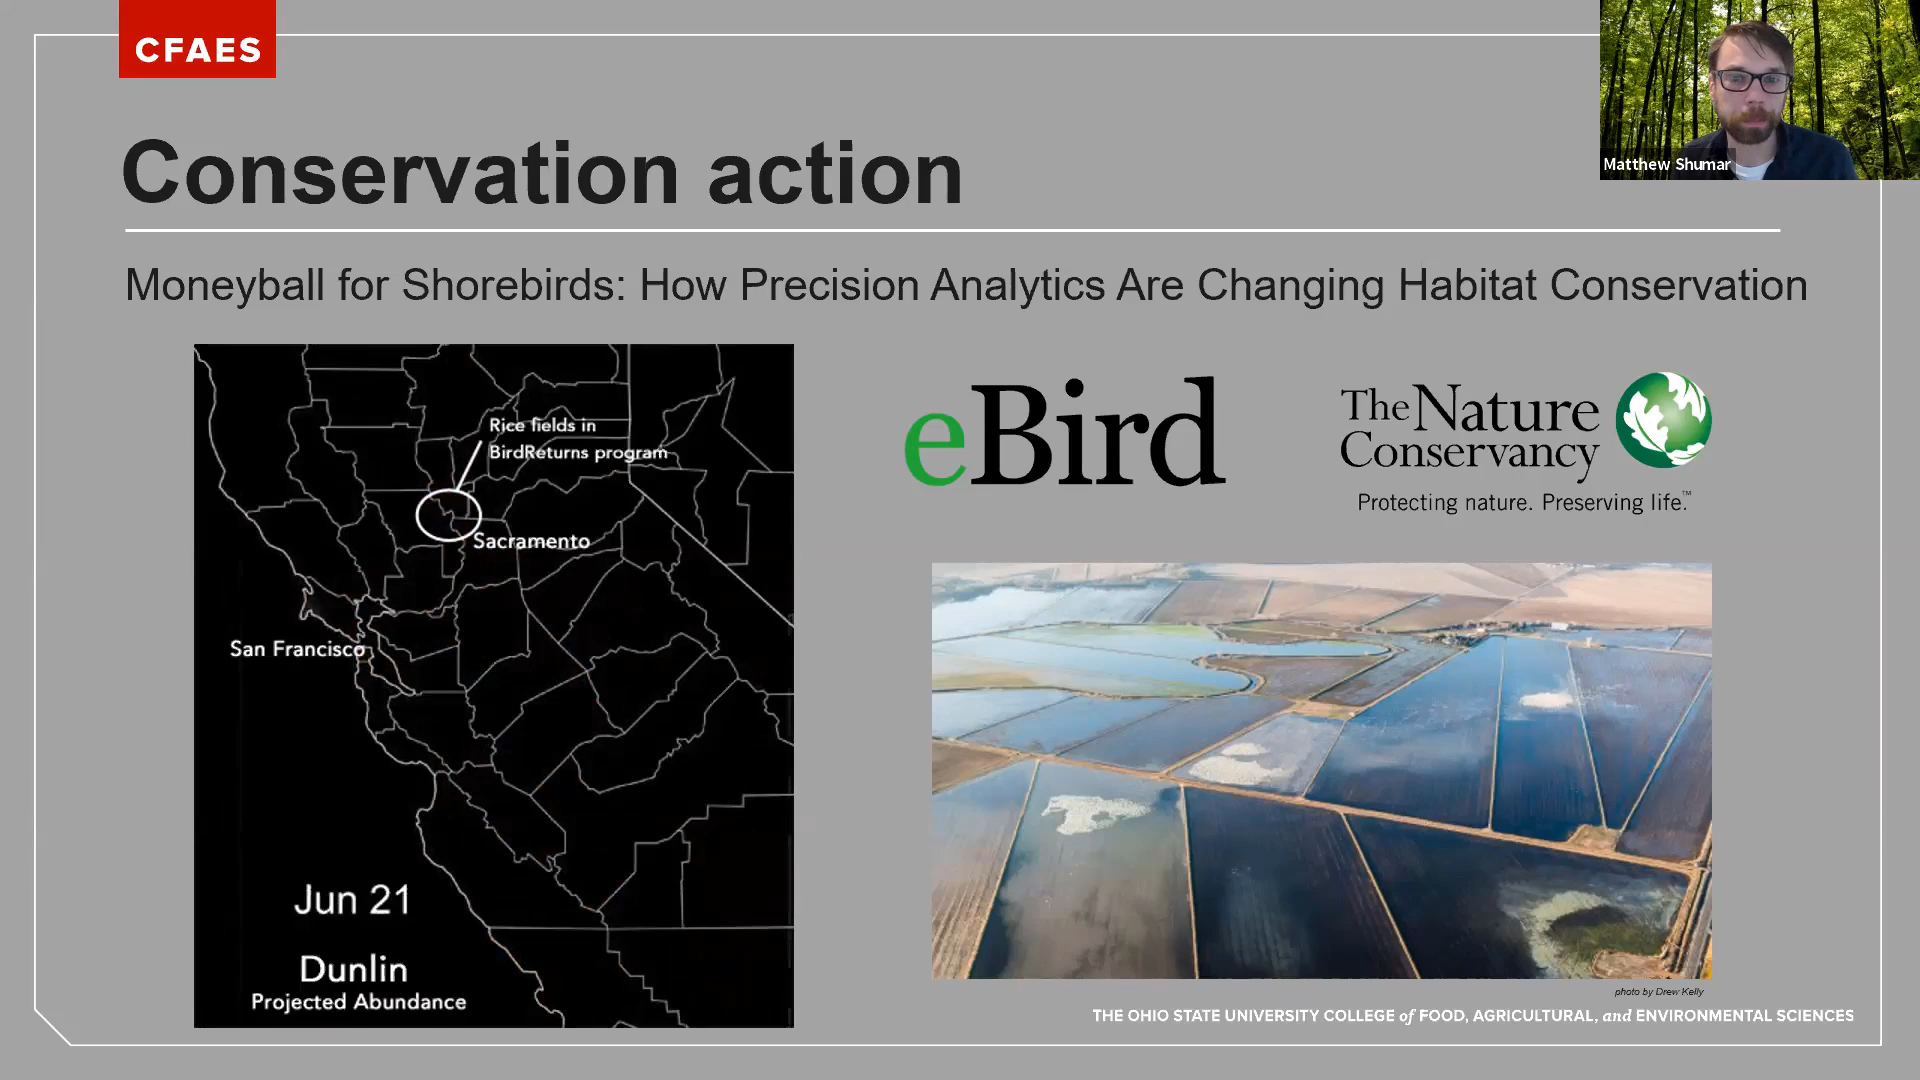 CFAES
Matthew Shumar
Conservation action
Moneyball for Shorebirds: How Precision Analytics Are Changing Habitat Conservation
Rice fields in
BirdReturns program
Sacramento
San Francisco
Jun 21
Dunlin
Projected Abundance
eBird
The Nature
Conservancy
Protecting nature. Preserving life.™
photo by Drew Kelly
THE OHIO STATE UNIVERSITY COLLEGE of FOOD, AGRICULTURAL, and ENVIRONMENTAL SCIENCES